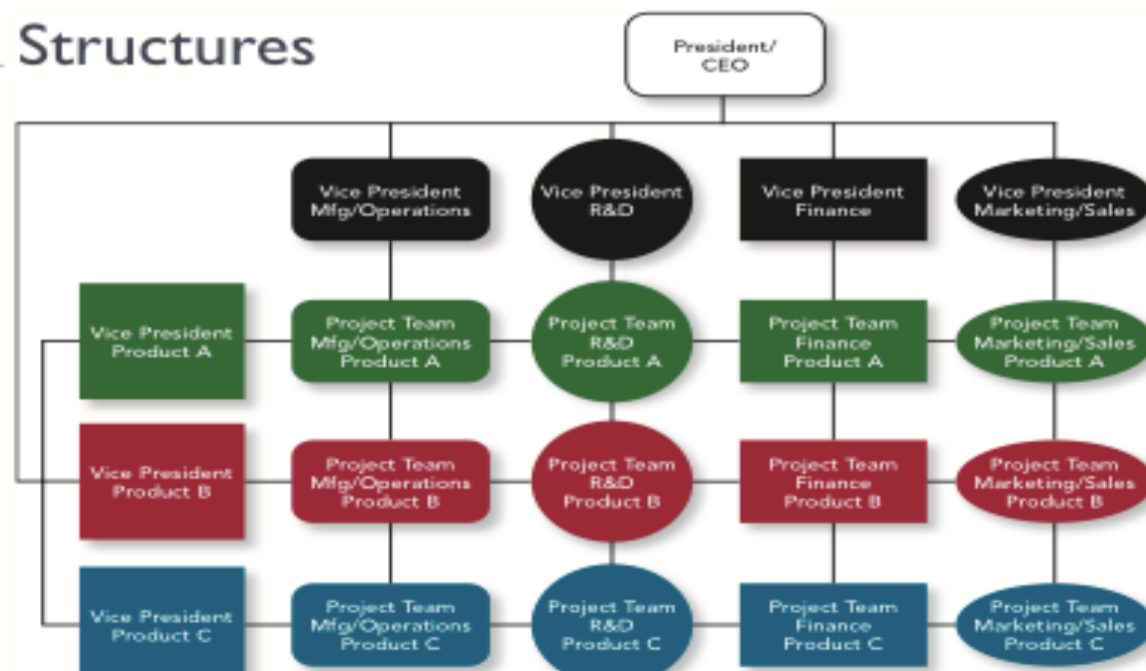 Structures
President/
CEO
Vice President
Mfg/Operations
Vice President
R&D
Vice President
Finance
Vice President
Marketing/Sales
Vice President
Product A
Project Team
Mfg/Operations
Product A
Project Team
R&D
Product A
Project Team
Finance
Product A
Project Team
Marketing/Sales
Product A
Vice President
Product B
Project Team
Mfg/Operations
Product B
Project Team
R&D
Product B
Project Team
Finance
Product B
Project Team
Marketing/Sales
Product B
Vice President
Product C
Project Team
Mfg/Operations
Product C
Project Team
R&D
Product C
Project Team
Finance
Product C
Project Team
Marketing/Sales
Product C